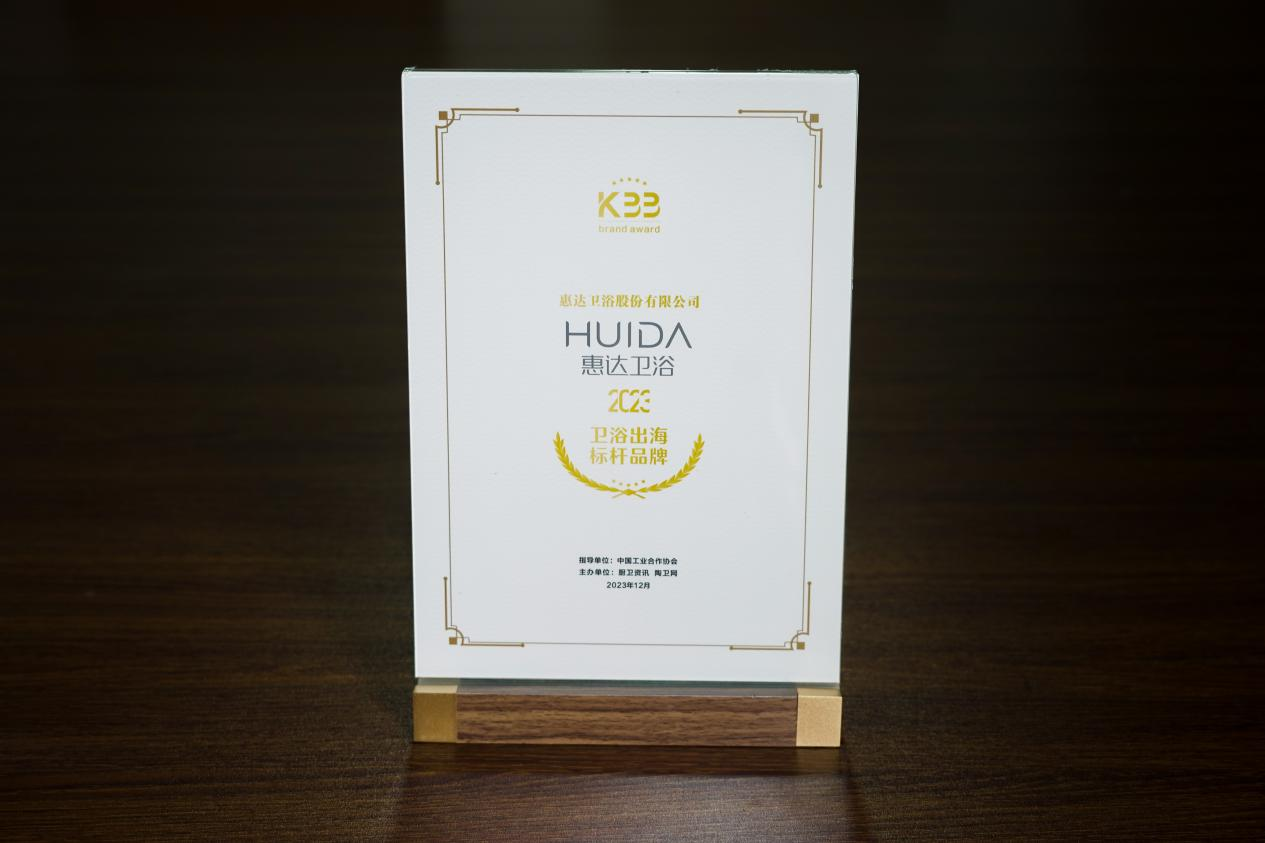 KBB
brand award
惠达卫浴股份有限公司
HUIDA
惠达卫浴
2023
卫浴出海
标杆品牌
指导单位：中国工业合作协会
主办单位：厨卫资讯 陶卫网
2023年12月